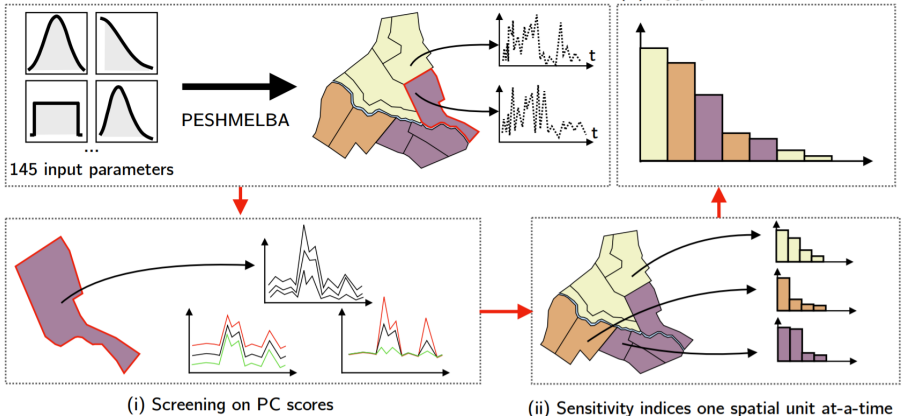 PESHMELBA
...
145 input parameters
t
t
(i) Screening on PC scores
(ii) Sensitivity indices one spatial unit at-a-time